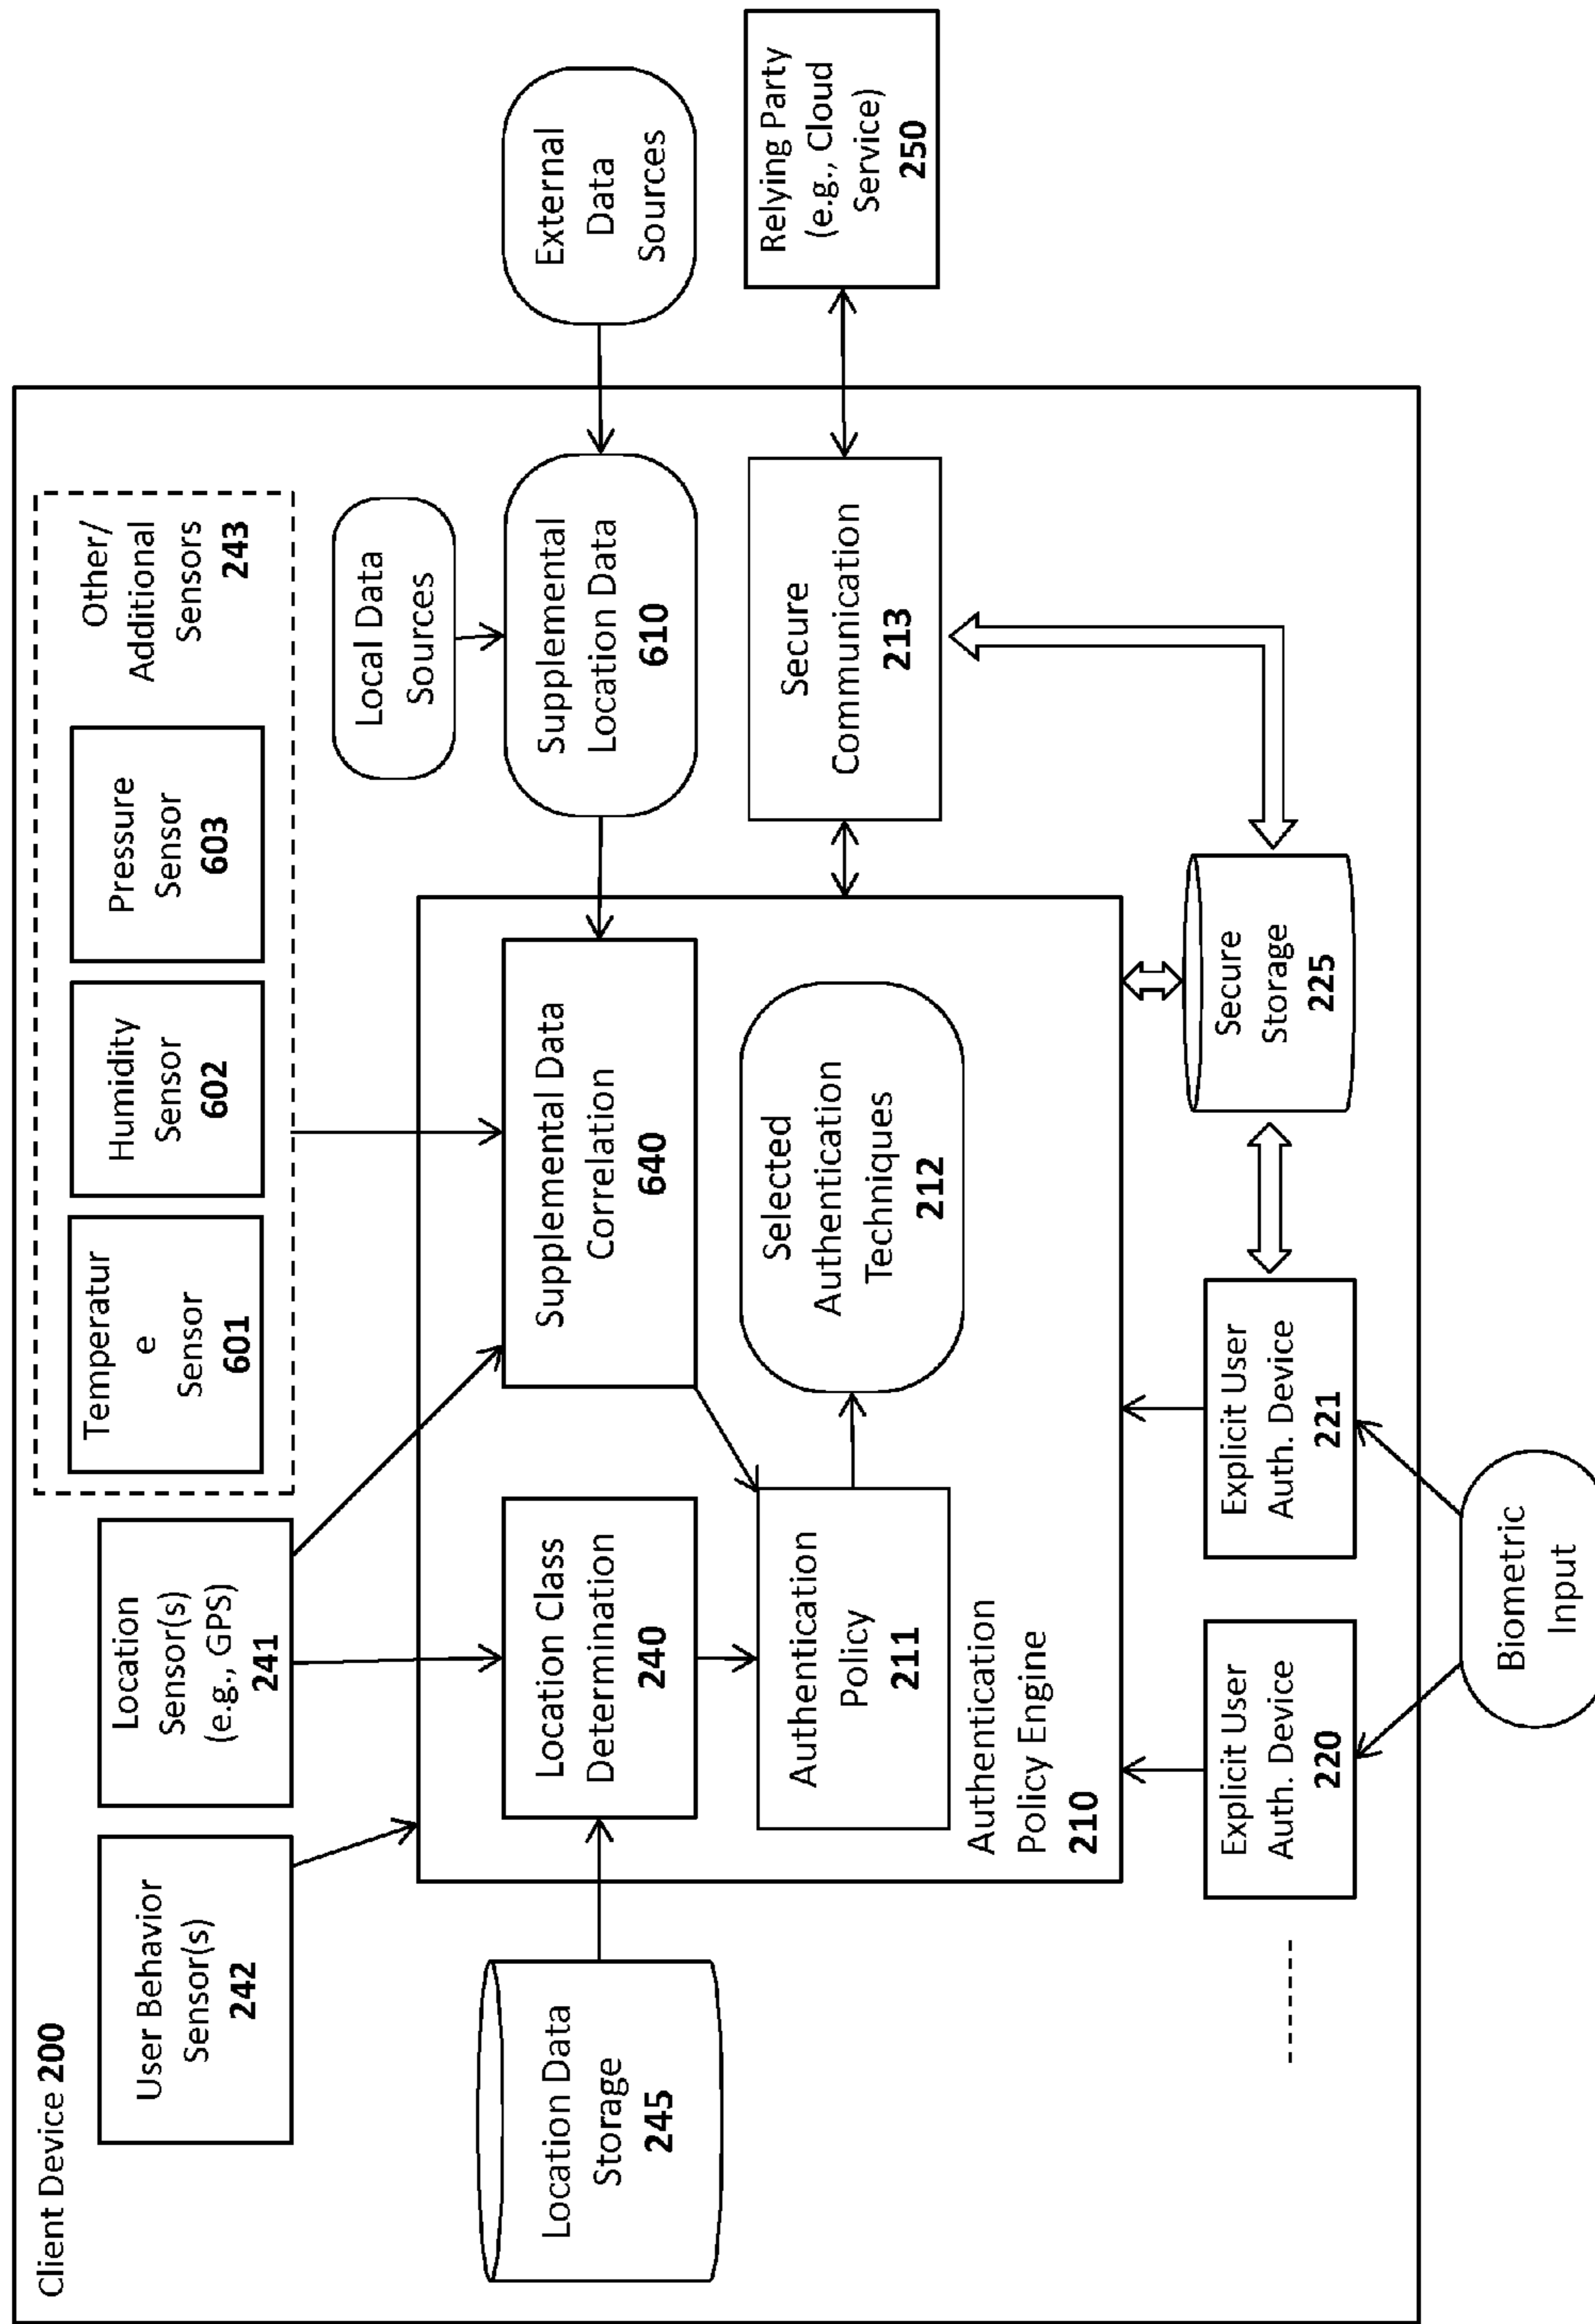 Client Device 200
User Behavior
Sensor(s)
242
Location
Sensor(s)
(e.g., GPS)
241
Temperatur
e
Sensor
601
Humidity
Sensor
602
Pressure
Sensor
603
Other/
Additional
Sensors
243
Local Data
Sources
Location Data
Storage
245
Location Class
Determination
240
Supplemental Data
Correlation
640
Supplemental
Location Data
610
External
Data
Sources
Authentication
Policy
211
Selected
Authentication
Techniques
212
Secure
Communication
213
Relying Party
(e.g., Cloud
Service)
250
Authentication
Policy Engine
210
Explicit User
Auth. Device
220
Explicit User
Auth. Device
221
Secure
Storage
225
Biometric
Input